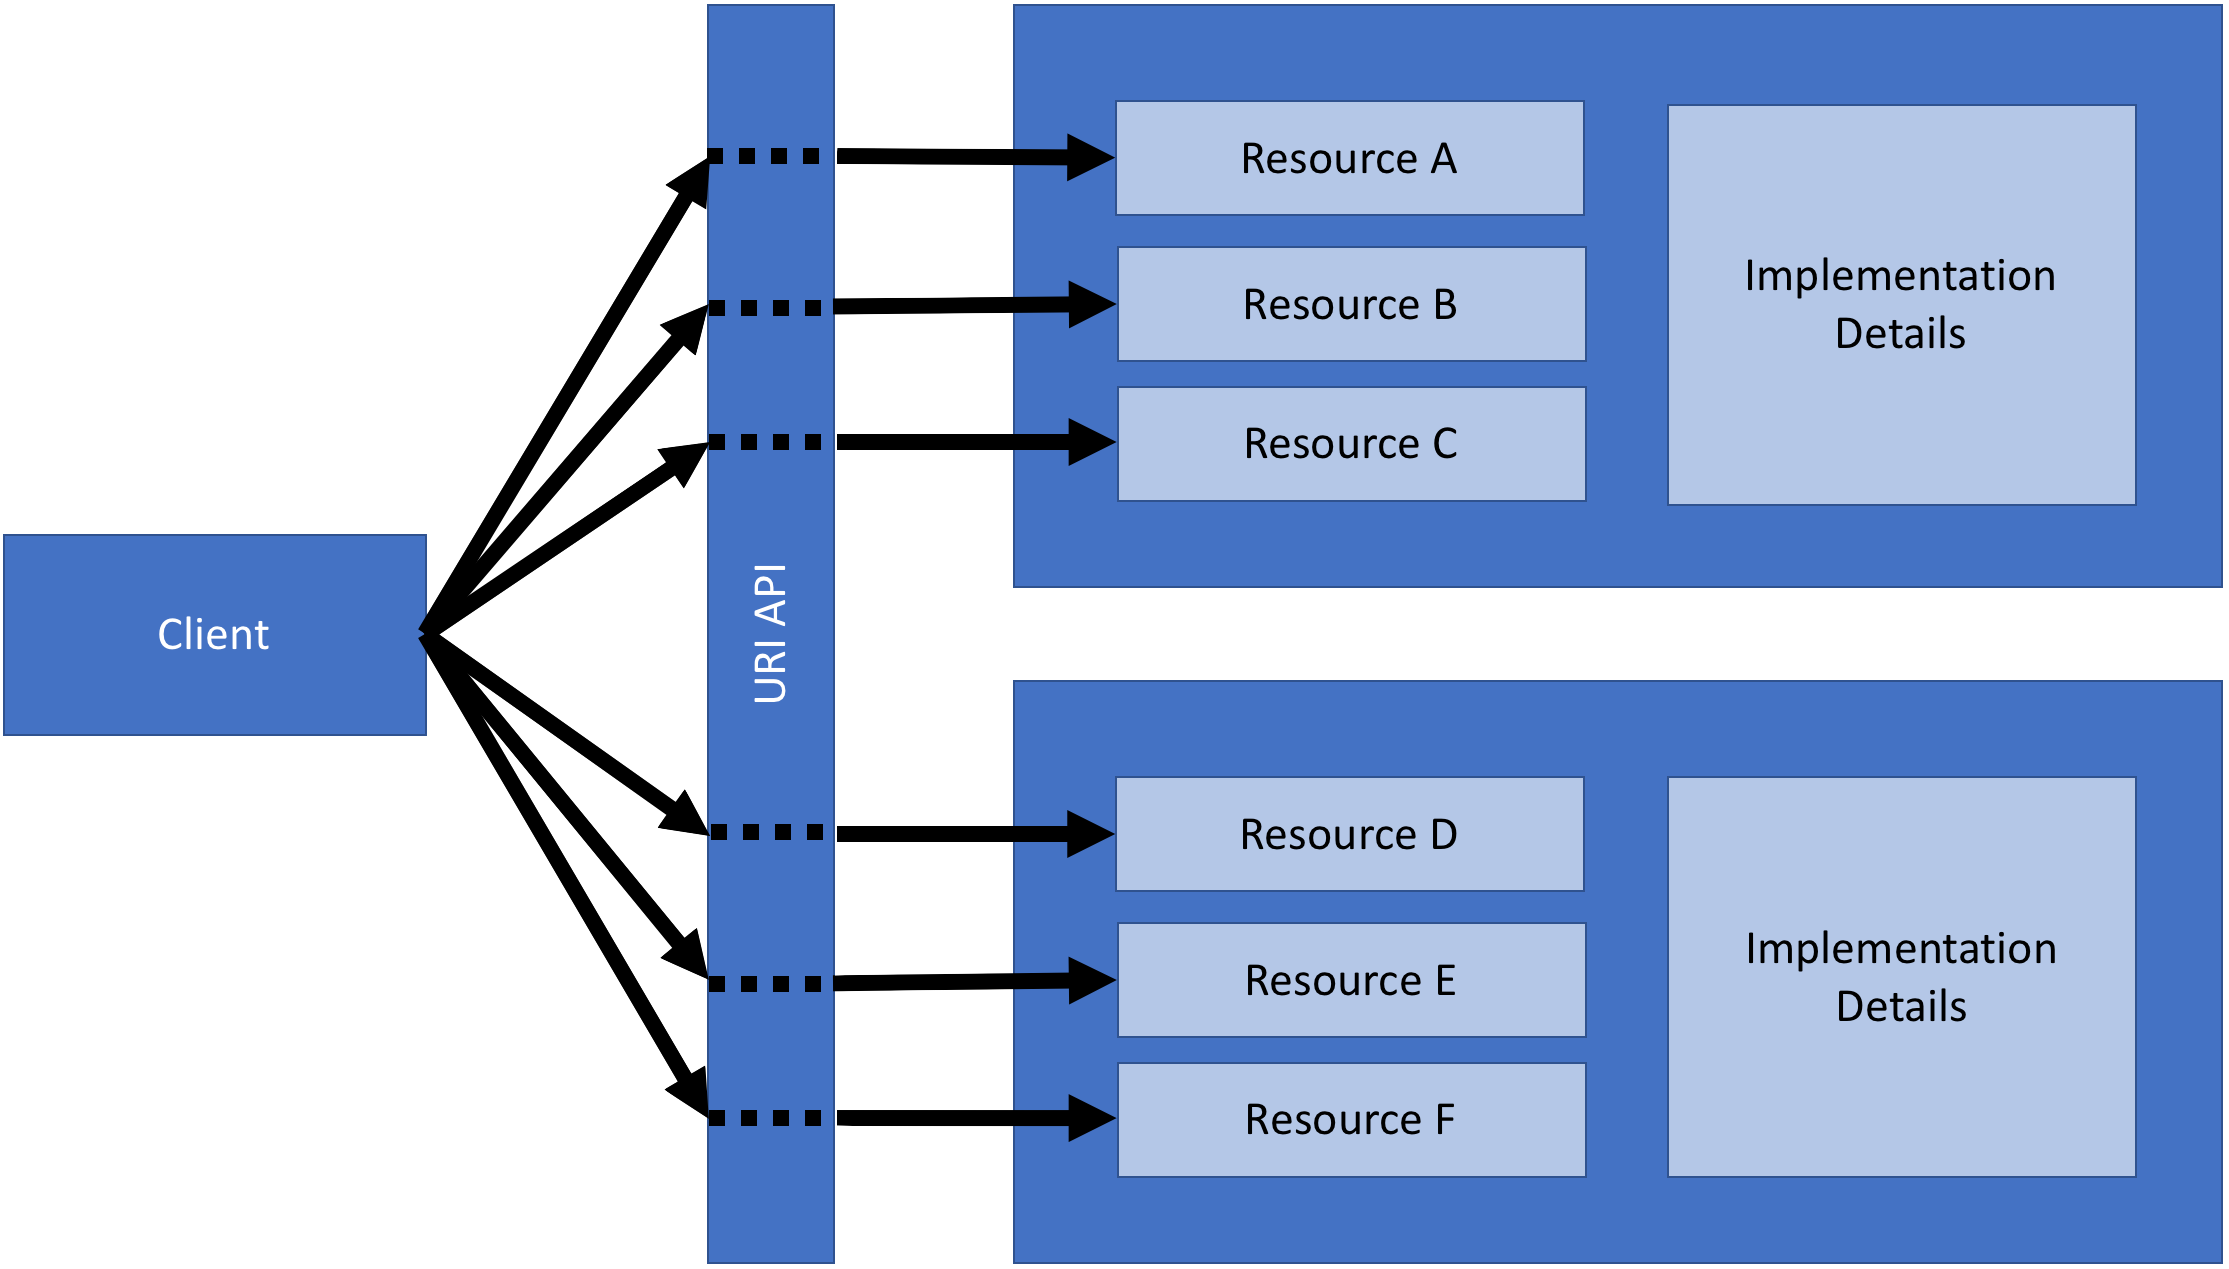 Client
URI API
Resource A
Resource B
Resource C
Implementation
Details
Resource D
Resource E
Resource F
Implementation
Details